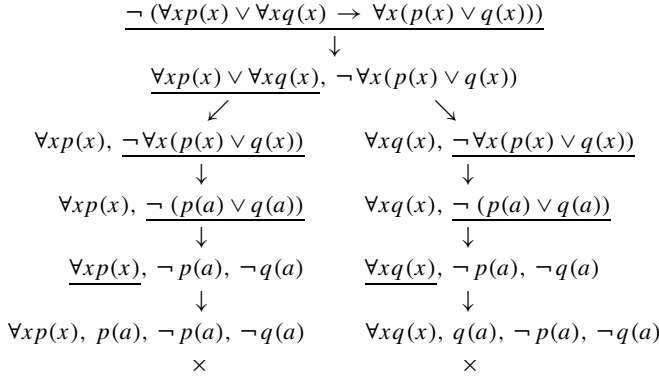 ¬ (∀xp(x) ∨ ∀xq(x) → ∀x(p(x) ∨ q(x)))
↓
∀xp(x) ∨ ∀xq(x), ¬∀x(p(x) ∨ q(x))
↙ ↘
∀xp(x), ¬∀x(p(x) ∨ q(x)) ∀xq(x), ¬∀x(p(x) ∨ q(x))
↓ ↓
∀xp(x), ¬ (p(a) ∨ q(a)) ∀xq(x), ¬ (p(a) ∨ q(a))
↓ ↓
∀xp(x), ¬p(a), ¬q(a) ∀xq(x), ¬p(a), ¬q(a)
↓ ↓
∀xp(x), p(a), ¬p(a), ¬q(a) ∀xq(x), q(a), ¬p(a), ¬q(a)
× ×